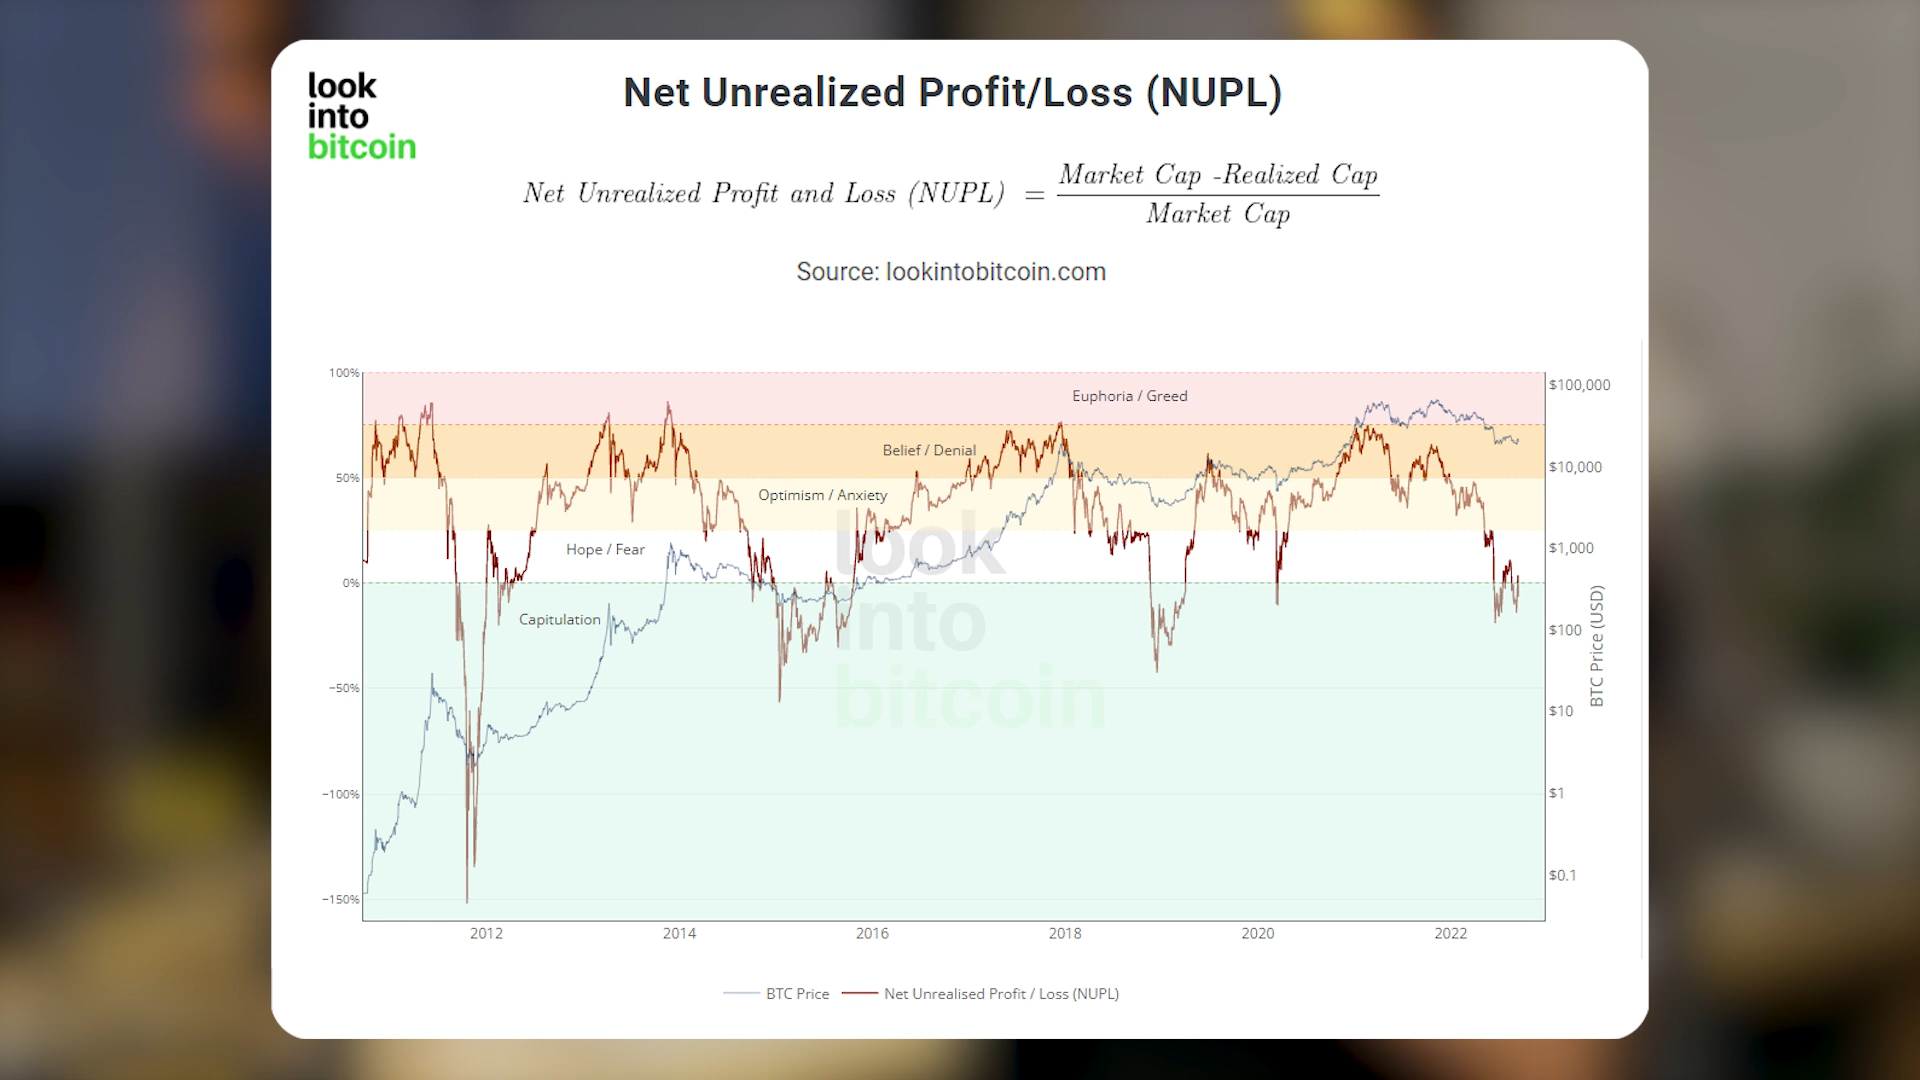 look
into
bitcoin
Net Unrealized Profit/Loss (NUPL)
Net Unrealized Profit and Loss (NUPL) = Market Cap -Realized Cap
Market Cap
Source: lookintobitcoin.com
100%
50%
0%
−50%
−100%
−150%
Euphoria / Greed
Belief / Denial
Optimism / Anxiety
Hope / Fear
Capitulation
look
into
bitcoin
$100,000
$10,000
$1,000
$100
$10
$1
$0.1
BTC Price (USD)
2012 2014 2016 2018 2020 2022
BTC Price Net Unrealised Profit / Loss (NUPL)